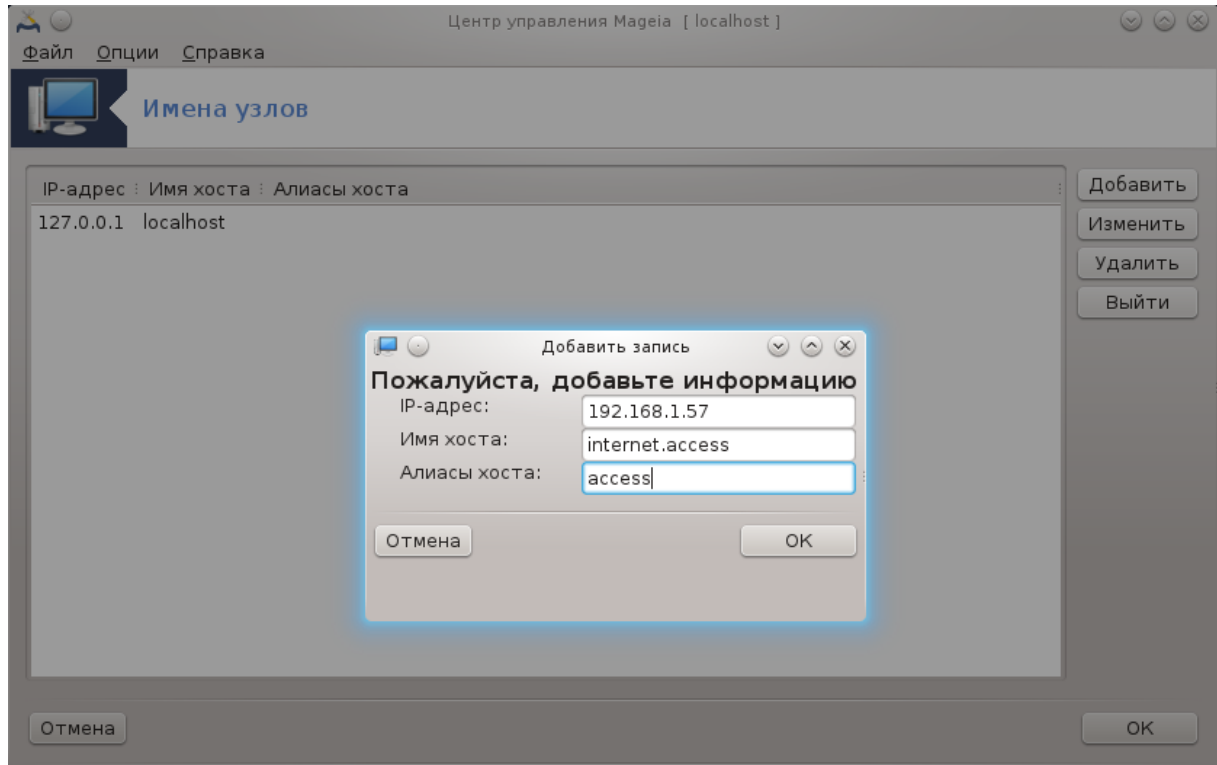 Центр управления Mageia [ localhost ]
Файл Опции Справка
Имена узлов
IP-адрес Имя хоста Алиасы хоста
127.0.0.1 localhost
Добавить
Изменить
Удалить
Выйти
Добавить запись
Пожалуйста, добавьте информацию
IP-адрес: 192.168.1.57
Имя хоста: internet.access
Алиасы хоста: access
Отмена OK
Отмена OK